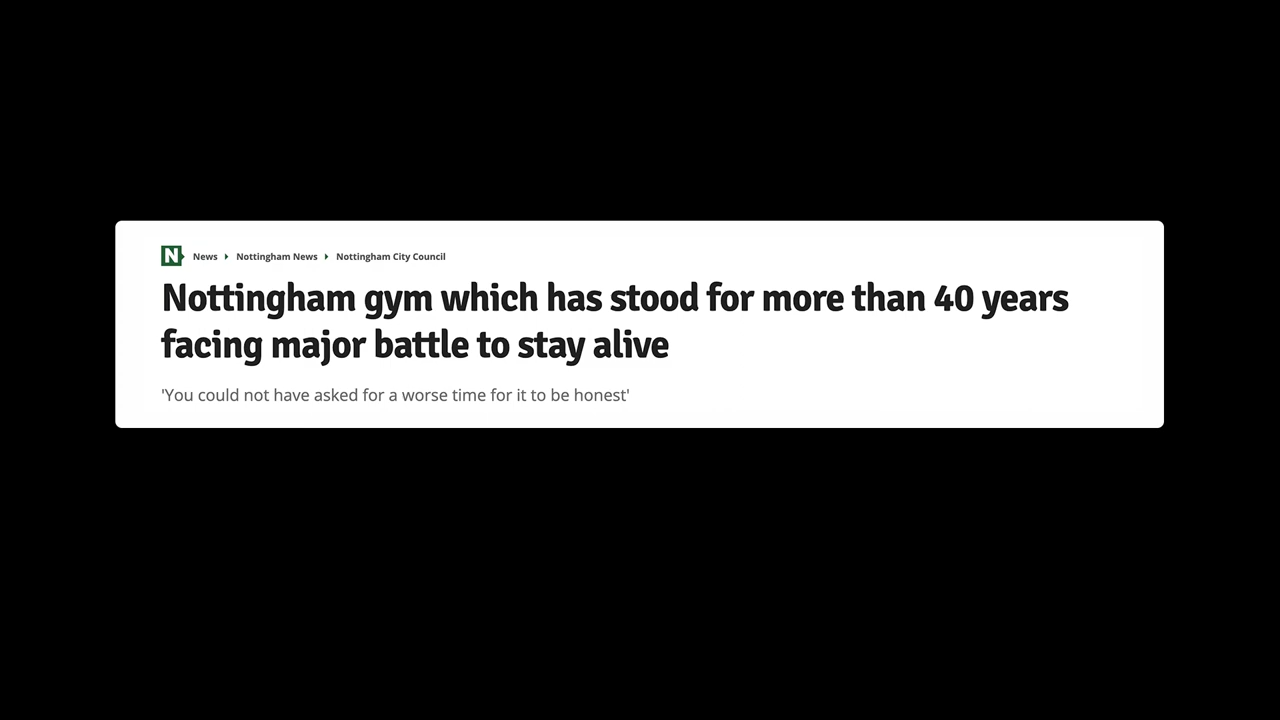 N News Nottingham News Nottingham City Council
Nottingham gym which has stood for more than 40 years
facing major battle to stay alive
'You could not have asked for a worse time for it to be honest'